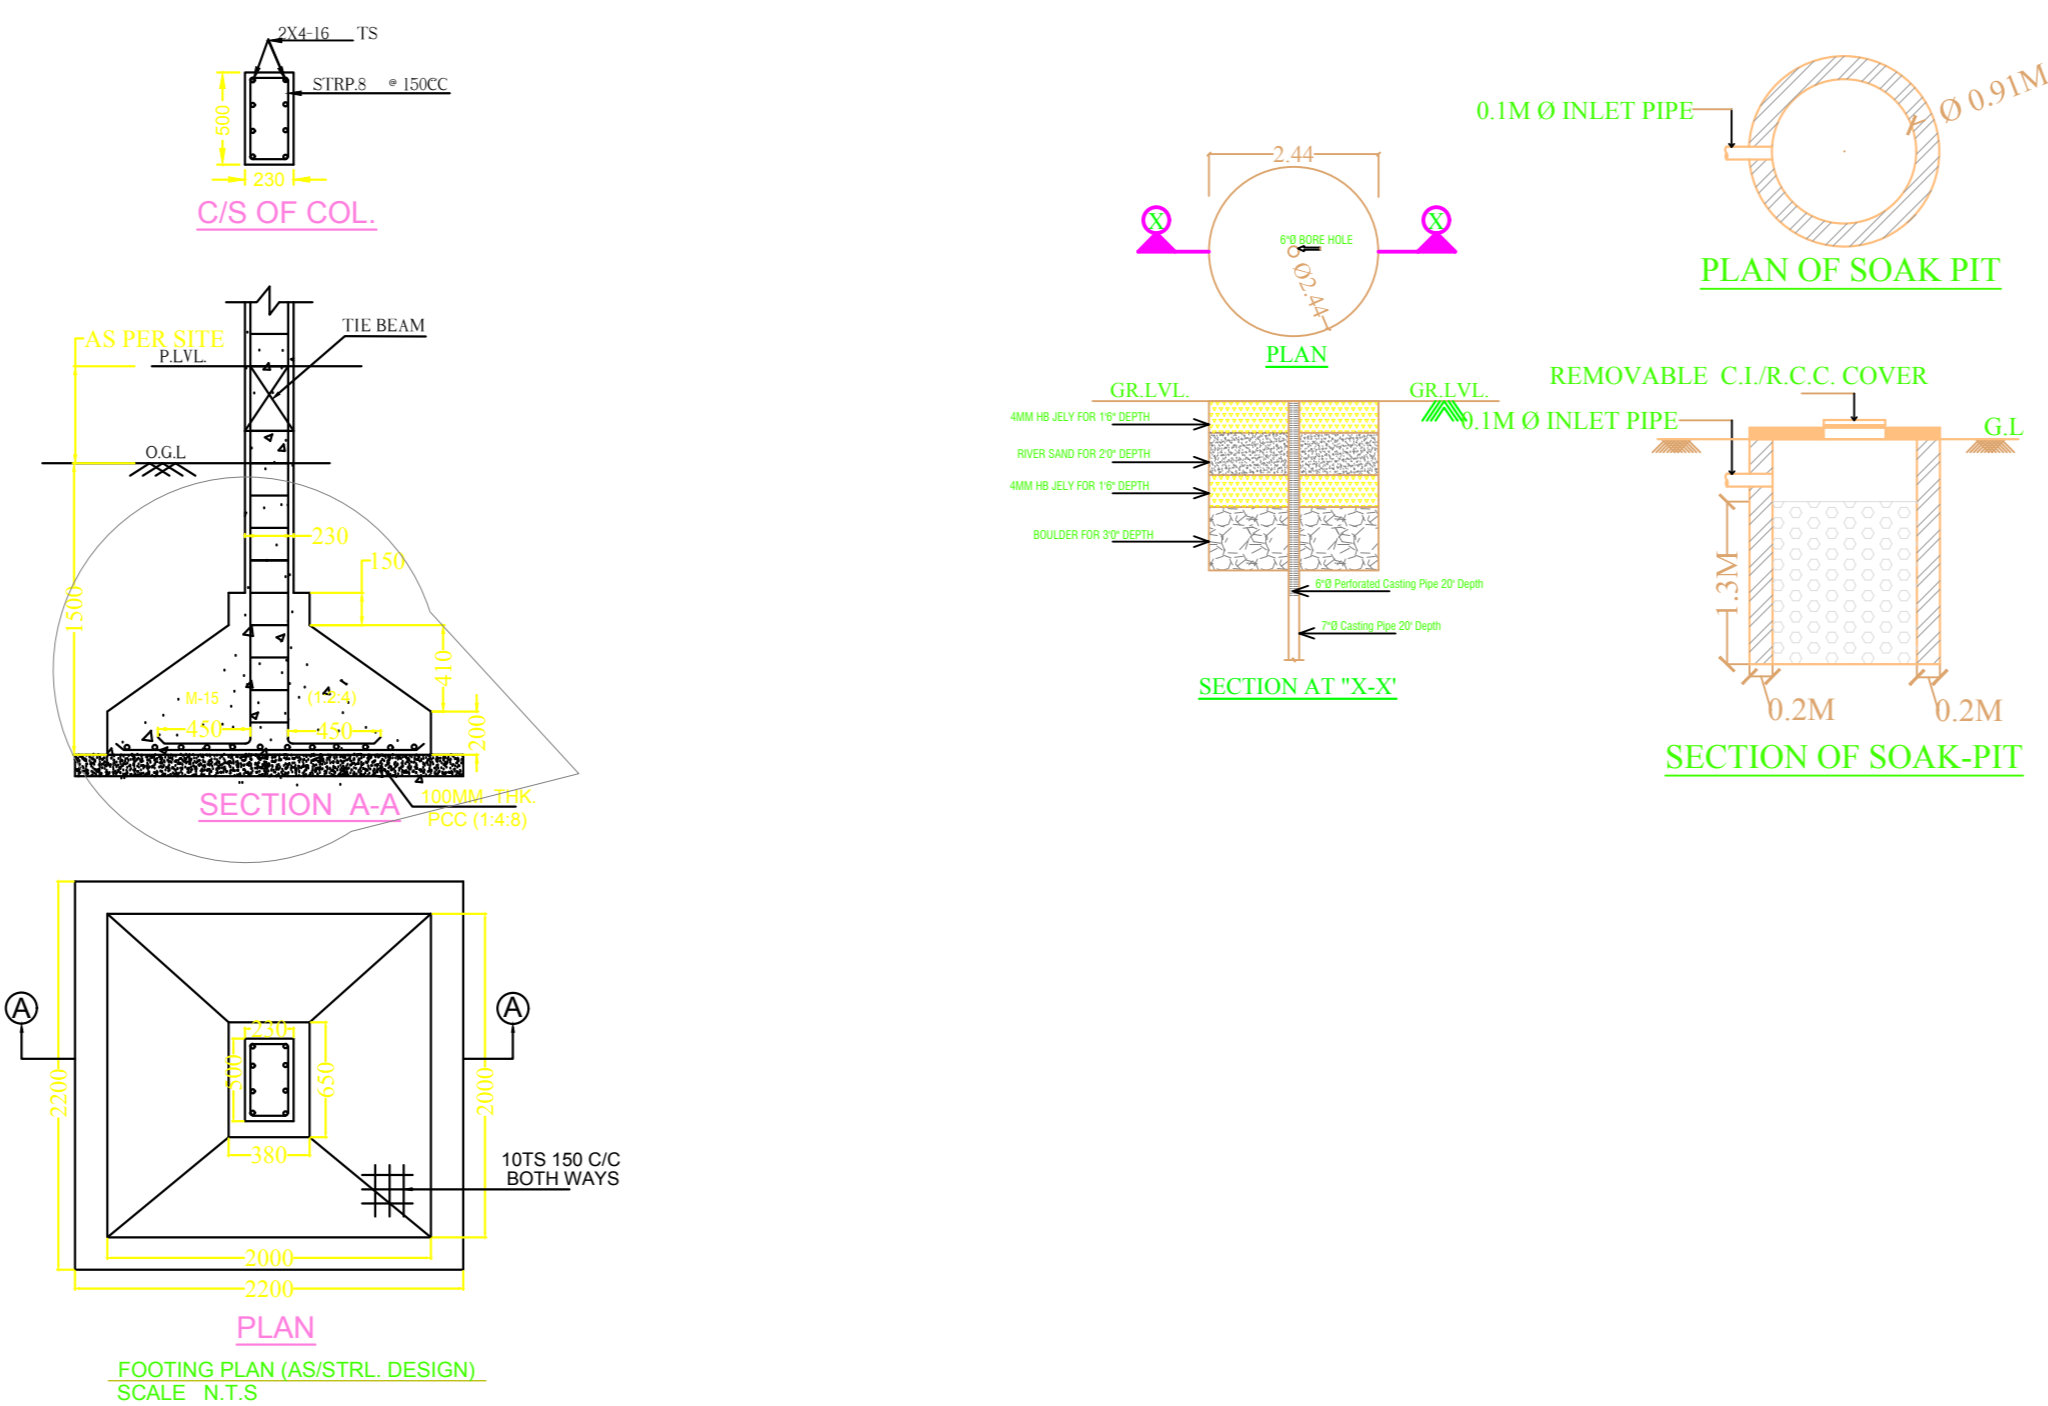 2X4-16 TS
STRP.8 @ 150CC
500
230
C/S OF COL.
AS PER SITE
P.LVL.
TIE BEAM
O.G.L
230
150
1500
410
M-15 (1:2:4)
450 450
200
SECTION A-A
100MM THK.
PCC (1:4:8)
A A
230
500
650
2200
2000
380
10TS 150 C/C
BOTH WAYS
2000
2200
PLAN
FOOTING PLAN (AS/STRL. DESIGN)
SCALE N.T.S
2.44
X X
6"Ø BORE HOLE
Ø2.44
PLAN
GR.LVL. GR.LVL.
4MM HB JELY FOR 1'6" DEPTH
RIVER SAND FOR 2'0" DEPTH
4MM HB JELY FOR 1'6" DEPTH
BOULDER FOR 3'0" DEPTH
6"Ø Perforated Casting Pipe 20' Depth
7"Ø Casting Pipe 20' Depth
SECTION AT "X-X'
0.1M Ø INLET PIPE
Ø 0.91M
PLAN OF SOAK PIT
REMOVABLE C.I./R.C.C. COVER
0.1M Ø INLET PIPE
G.L
1.3M
0.2M 0.2M
SECTION OF SOAK-PIT